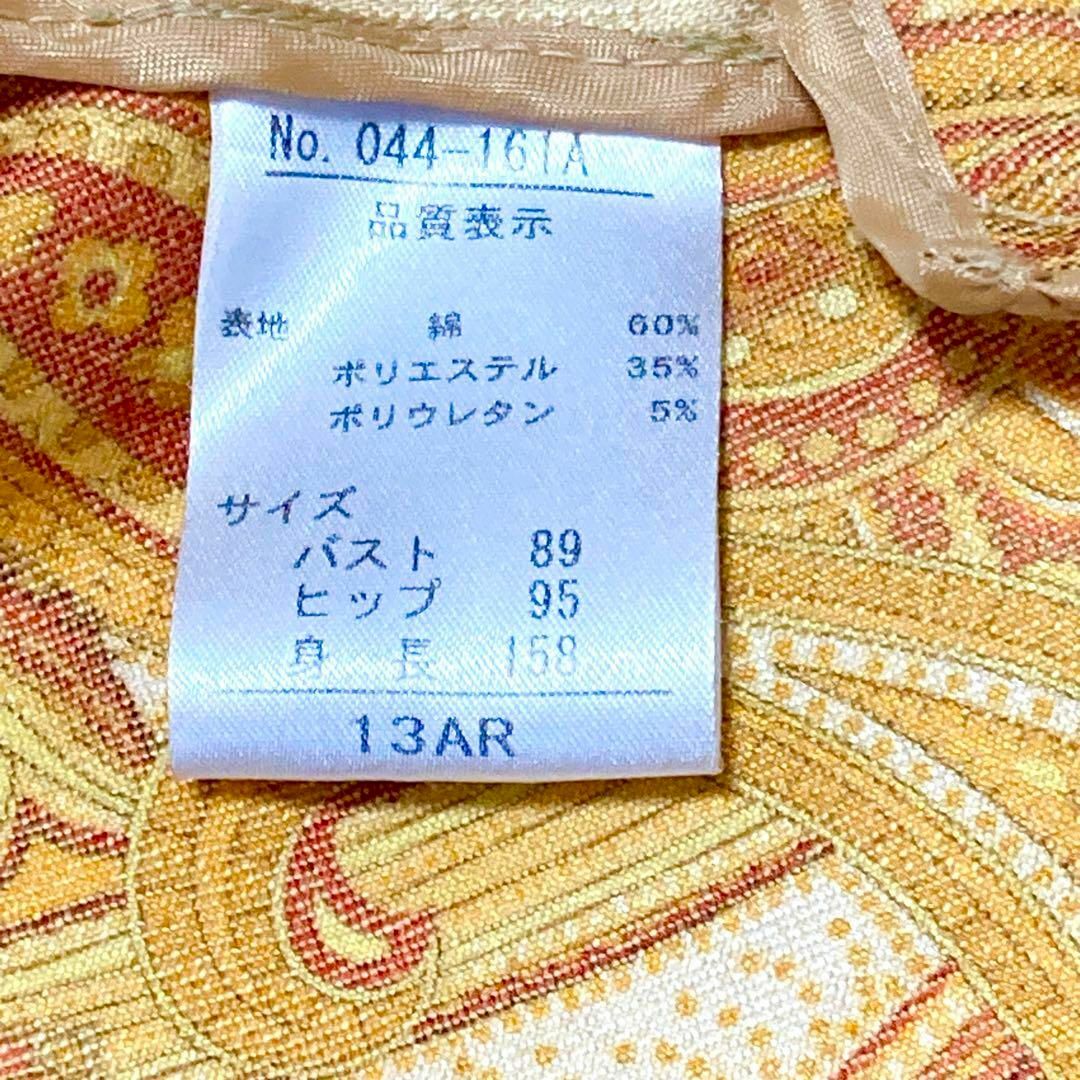 No. 044-161A
品質表示
表地 綿 60%
ポリエステル 35%
ポリウレタン 5%
サイズ
バスト 89
ヒップ 95
身長 158
13AR